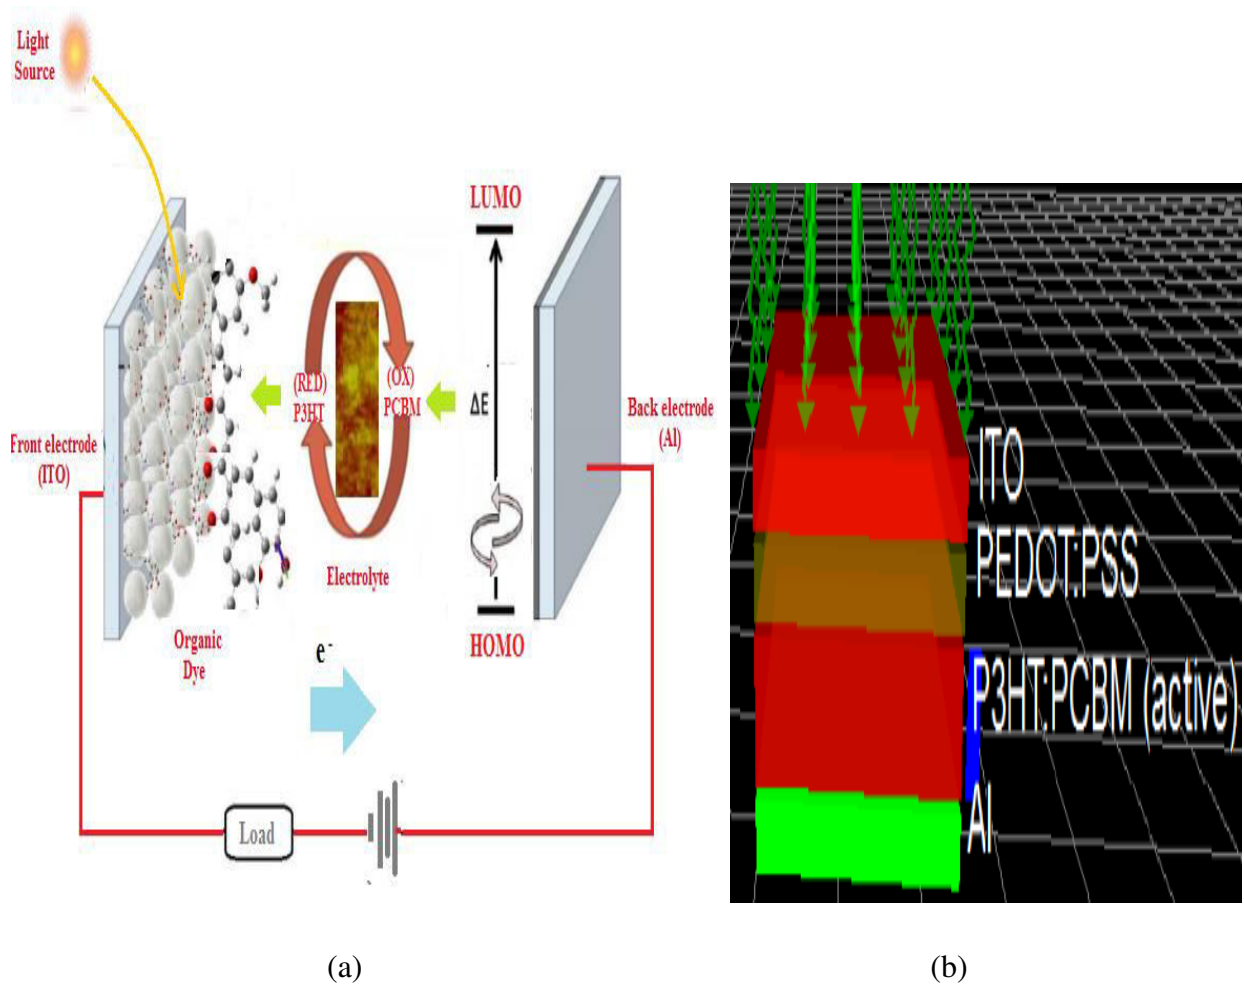 Light
Source
LUMO
(RED)
P3HT
(OX)
PCBM
ΔE
Back electrode
(Al)
Front electrode
(ITO)
Electrolyte
Organic
Dye
HOMO
e-
Load
ITO
PEDOT:PSS
P3HT:PCBM (active)
Al
(a)
(b)